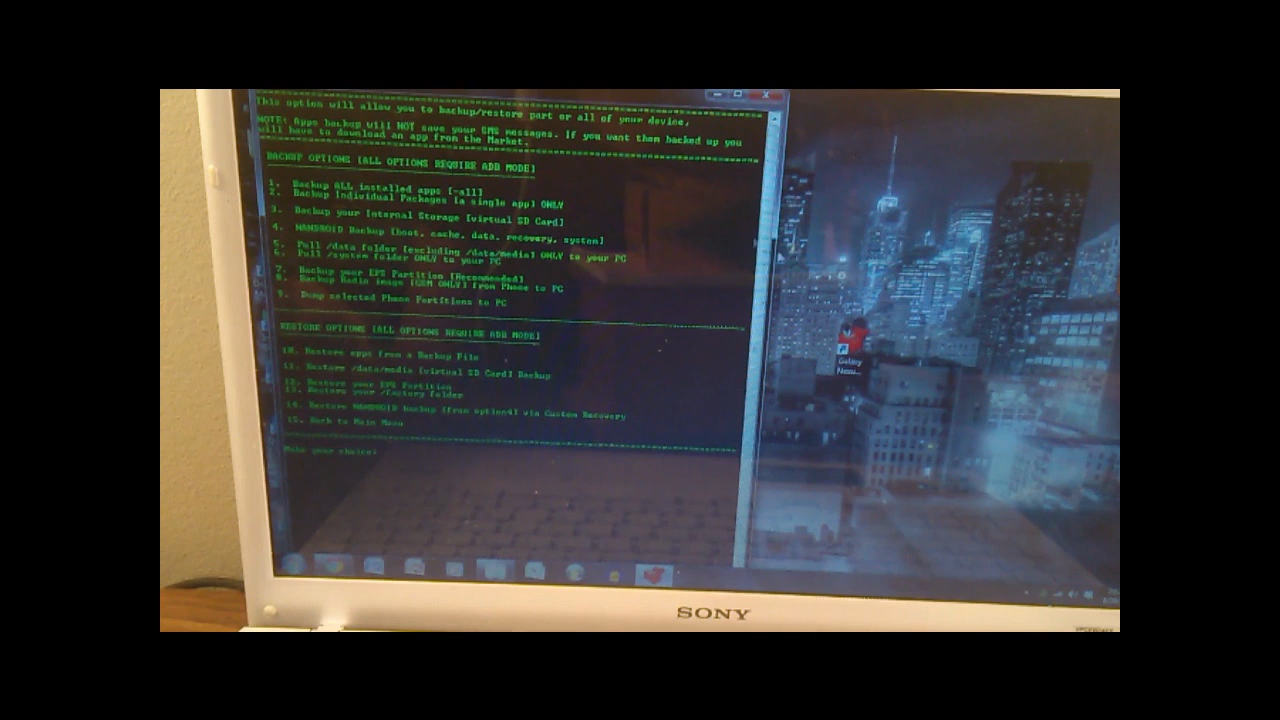 This option will allow you to backup/restore part or all of your device,
NOTE: Apps backup will NOT save your SMS messages. If you want them backed up you
will have to download an app from the Market.
BACKUP OPTIONS [ALL OPTIONS REQUIRE ADB MODE]
1. Backup ALL installed apps [-all]
2. Backup Individual Packages [a single app] ONLY
3. Backup your Internal Storage [virtual SD Card]
4. NANDROID Backup [boot, cache, data, recovery, system]
5. Pull /data folder [excluding /data/media] ONLY to your PC
6. Pull /system folder ONLY to your PC
7. Backup your EFS Partition [Recommended]
8. Backup Radio Image [GSM ONLY] from Phone to PC
9. Dump selected Phone Partitions to PC
RESTORE OPTIONS [ALL OPTIONS REQUIRE ADB MODE]
10. Restore apps from a Backup File
11. Restore /data/media [virtual SD Card] Backup
12. Restore your EFS Partition
13. Restore your /factory folder
14. Restore NANDROID backup [from option4] via Custom Recovery
15. Back to Main Menu
Make your choice:
Galaxy
SONY